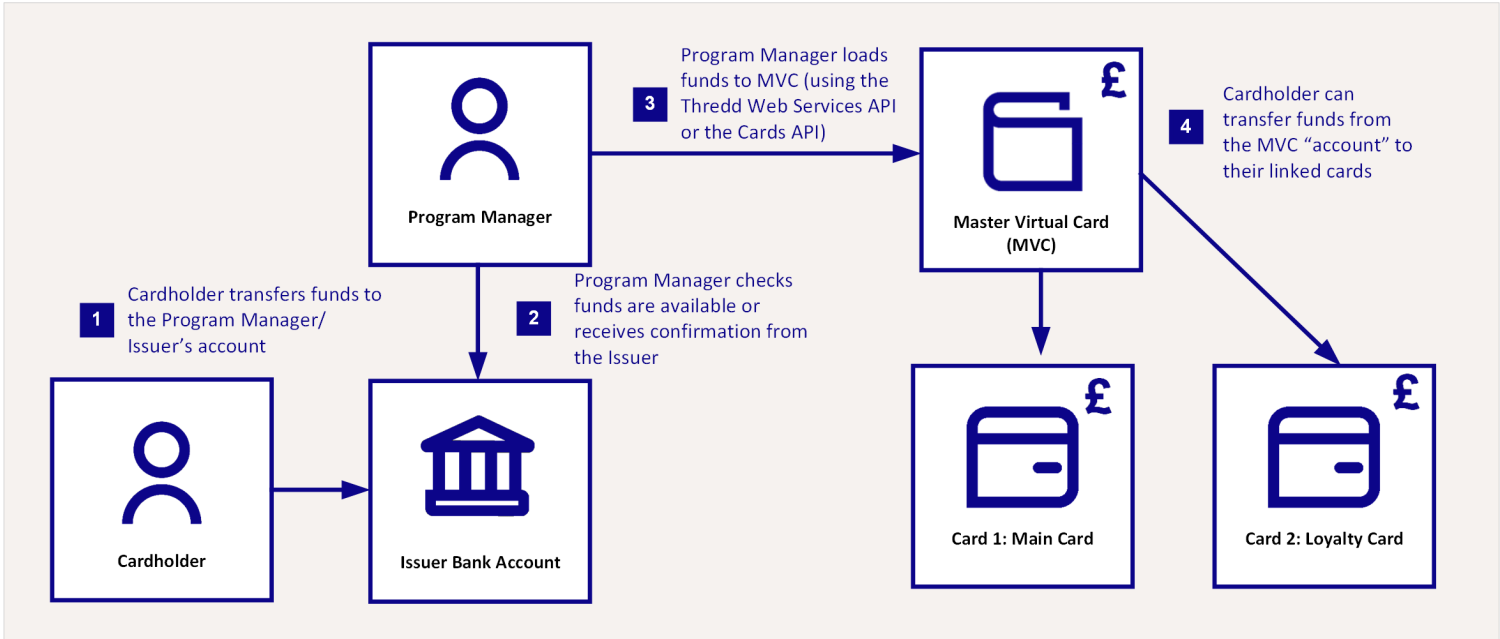 Program Manager
3
Program Manager loads
funds to MVC (using the
Thredd Web Services API
or the Cards API)
£
Master Virtual Card
(MVC)
4
Cardholder can
transfer funds from
the MVC “account” to
their linked cards
1
Cardholder transfers funds to
the Program Manager/
Issuer’s account
2
Program Manager checks
funds are available or
receives confirmation from
the Issuer
Cardholder
Issuer Bank Account
£
Card 1: Main Card
£
Card 2: Loyalty Card